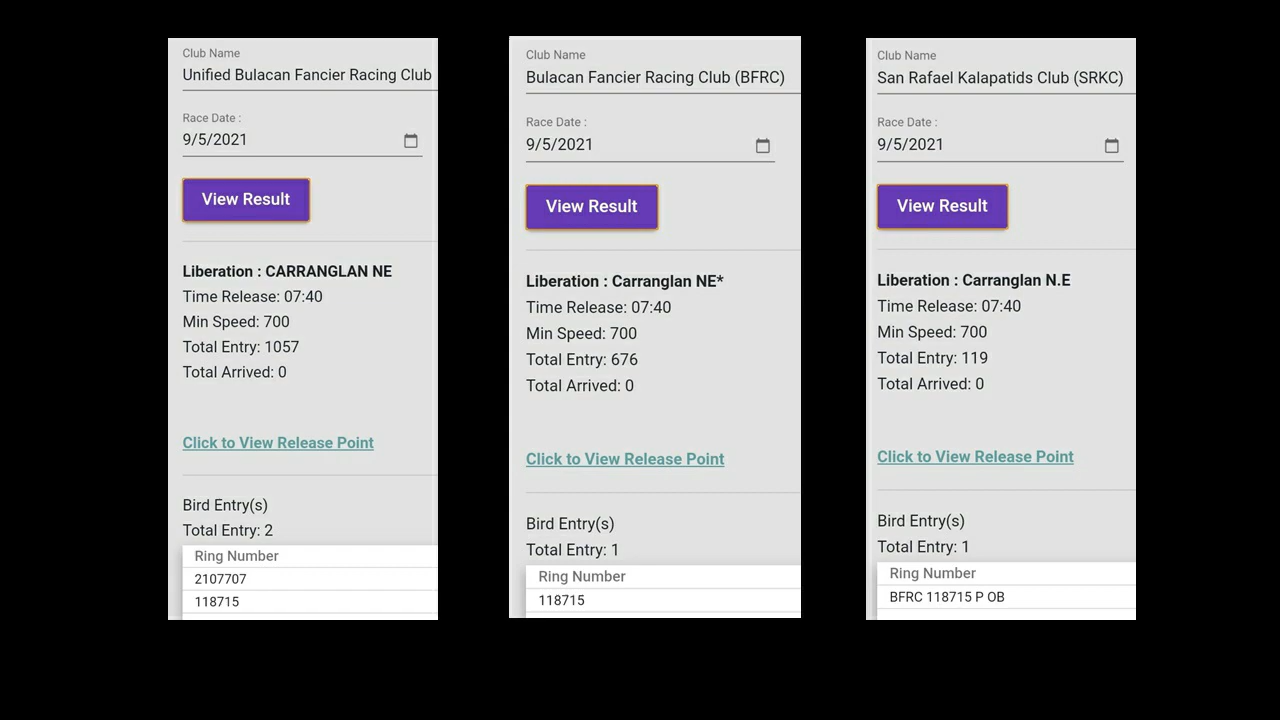 Club Name
Unified Bulacan Fancier Racing Club
Race Date :
9/5/2021
View Result
Liberation : CARRANGLAN NE
Time Release: 07:40
Min Speed: 700
Total Entry: 1057
Total Arrived: 0
Click to View Release Point
Bird Entry(s)
Total Entry: 2
Ring Number
2107707
118715
Club Name
Bulacan Fancier Racing Club (BFRC)
Race Date :
9/5/2021
View Result
Liberation : Carranglan NE*
Time Release: 07:40
Min Speed: 700
Total Entry: 676
Total Arrived: 0
Click to View Release Point
Bird Entry(s)
Total Entry: 1
Ring Number
118715
Club Name
San Rafael Kalapatids Club (SRKC)
Race Date :
9/5/2021
View Result
Liberation : Carranglan N.E
Time Release: 07:40
Min Speed: 700
Total Entry: 119
Total Arrived: 0
Click to View Release Point
Bird Entry(s)
Total Entry: 1
Ring Number
BFRC 118715 P OB